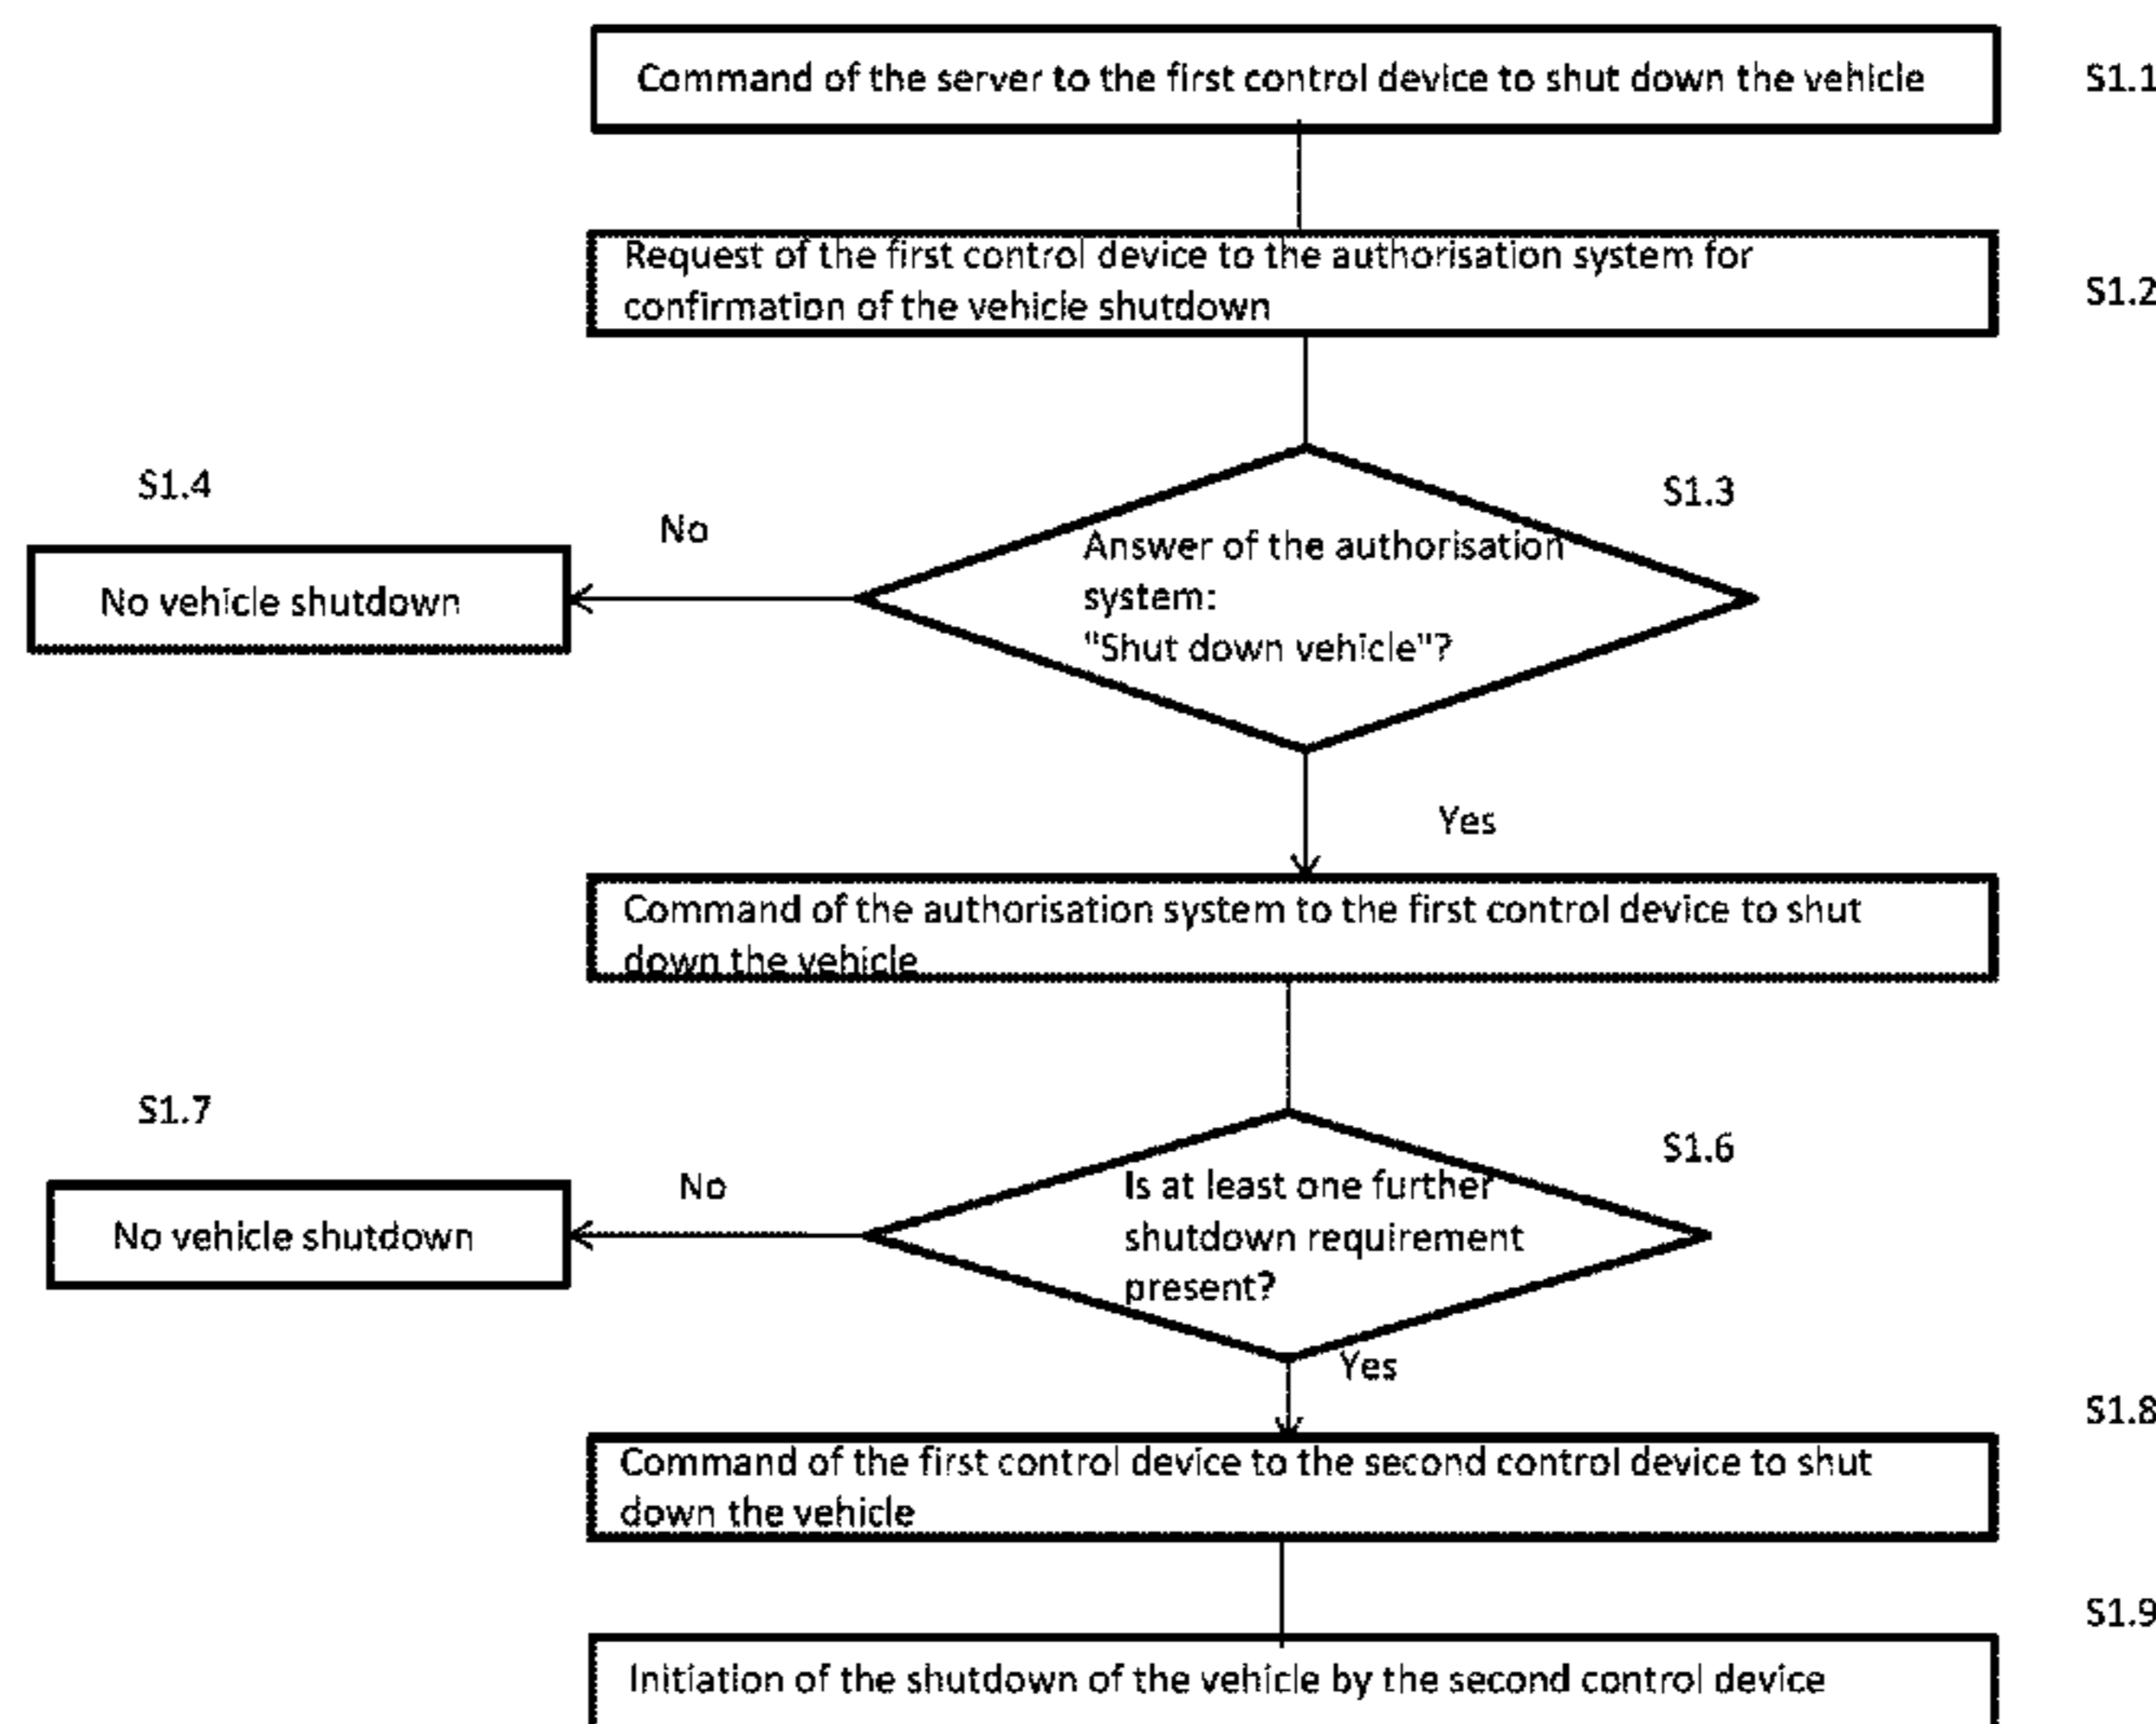 Command of the server to the first control device to shut down the vehicle
S1.1
Request of the first control device to the authorisation system for
confirmation of the vehicle shutdown
S1.2
S1.4
S1.3
No
Answer of the authorisation
system:
"Shut down vehicle"?
No vehicle shutdown
Yes
Command of the authorisation system to the first control device to shut
down the vehicle
S1.7
S1.6
No
Is at least one further
shutdown requirement
present?
No vehicle shutdown
Yes
S1.8
Command of the first control device to the second control device to shut
down the vehicle
S1.9
Initiation of the shutdown of the vehicle by the second control device